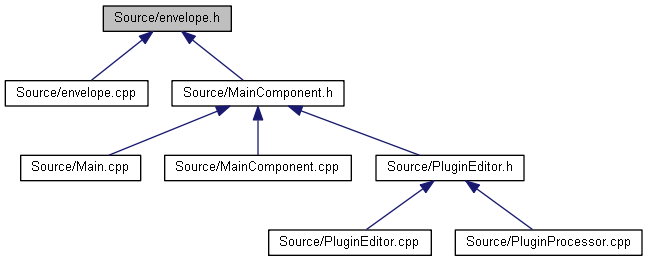 Source/envelope.h
Source/envelope.cpp
Source/MainComponent.h
Source/Main.cpp
Source/MainComponent.cpp
Source/PluginEditor.h
Source/PluginEditor.cpp
Source/PluginProcessor.cpp